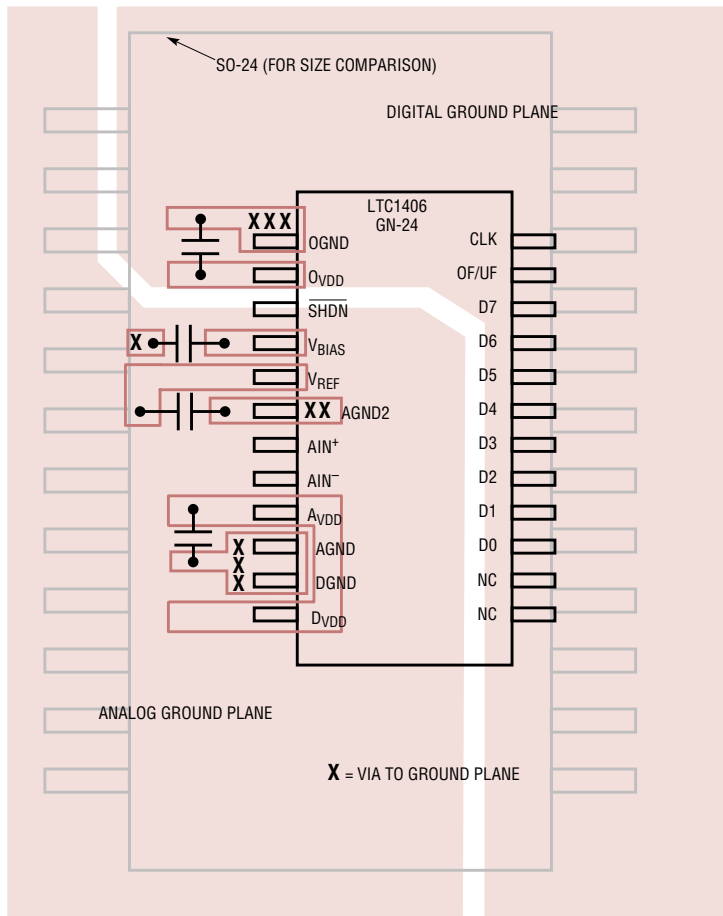 SO-24 (FOR SIZE COMPARISON)
DIGITAL GROUND PLANE
LTC1406
GN-24
XXX
OGND
OVDD
SHDN
X
VBIAS
VREF
XX
AGND2
AIN+
AIN–
AVDD
X
AGND
X
X
DGND
DVDD
CLK
OF/UF
D7
D6
D5
D4
D3
D2
D1
D0
NC
NC
ANALOG GROUND PLANE
X = VIA TO GROUND PLANE